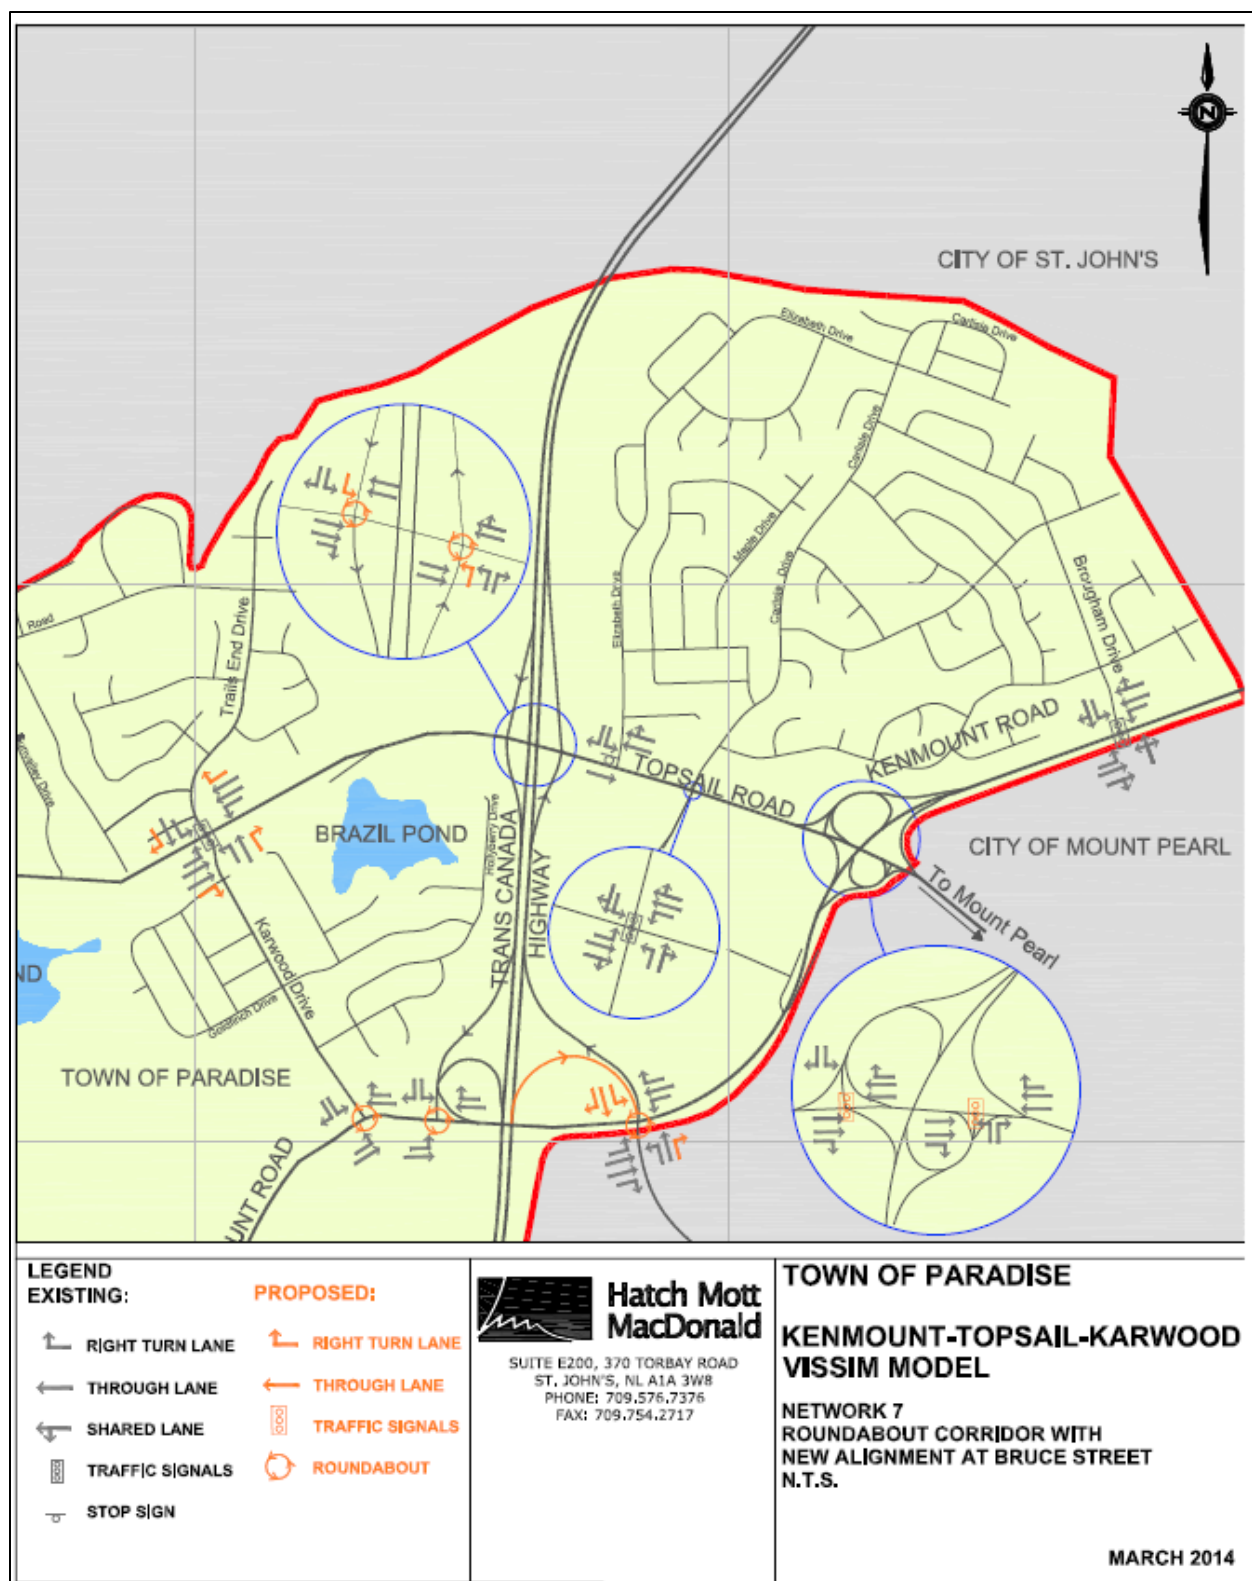 N
CITY OF ST. JOHN'S
Elizabeth Drive
Carlisle Drive
Carlisle Drive
Maple Drive
Elizabeth Drive
Carlisle Drive
Brougham Drive
Road
Trails End Drive
KENMOUNT ROAD
TOPSAIL ROAD
BRAZIL POND
Hollyberry Drive
TRANS CANADA
HIGHWAY
CITY OF MOUNT PEARL
To Mount Pearl
ND
Karwood Drive
Goldfinch Drive
TOWN OF PARADISE
UNT ROAD
LEGEND
EXISTING:
PROPOSED:
RIGHT TURN LANE
RIGHT TURN LANE
THROUGH LANE
THROUGH LANE
SHARED LANE
TRAFFIC SIGNALS
TRAFFIC SIGNALS
ROUNDABOUT
STOP SIGN
Hatch Mott
MacDonald
SUITE E200, 370 TORBAY ROAD
ST. JOHN'S, NL A1A 3W8
PHONE: 709.576.7376
FAX: 709.754.2717
TOWN OF PARADISE
KENMOUNT-TOPSAIL-KARWOOD
VISSIM MODEL
NETWORK 7
ROUNDABOUT CORRIDOR WITH
NEW ALIGNMENT AT BRUCE STREET
N.T.S.
MARCH 2014